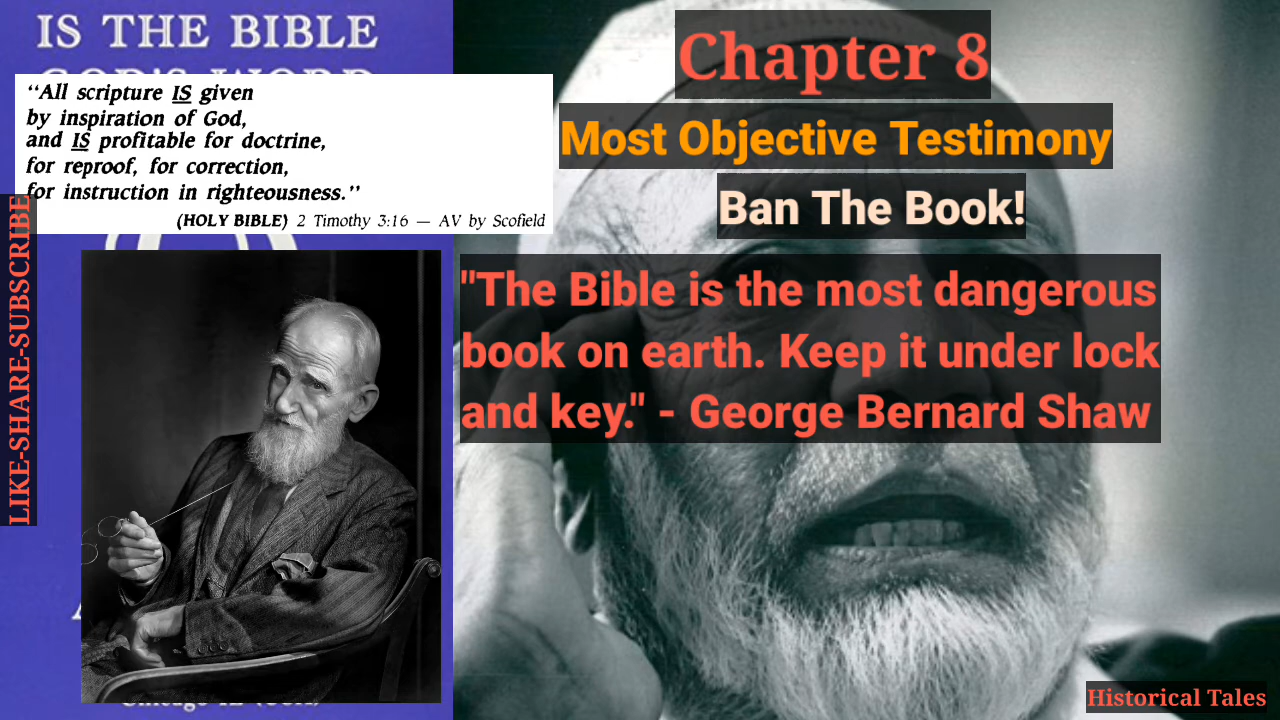 IS THE BIBLE
GOD'S WORD
"All scripture IS given
by inspiration of God,
and IS profitable for doctrine,
for reproof, for correction,
for instruction in righteousness."
(HOLY BIBLE) 2 Timothy 3:16 — AV by Scofield
LIKE-SHARE-SUBSCRIBE
Chapter 8
Most Objective Testimony
Ban The Book!
"The Bible is the most dangerous
book on earth. Keep it under lock
and key." - George Bernard Shaw
Historical Tales